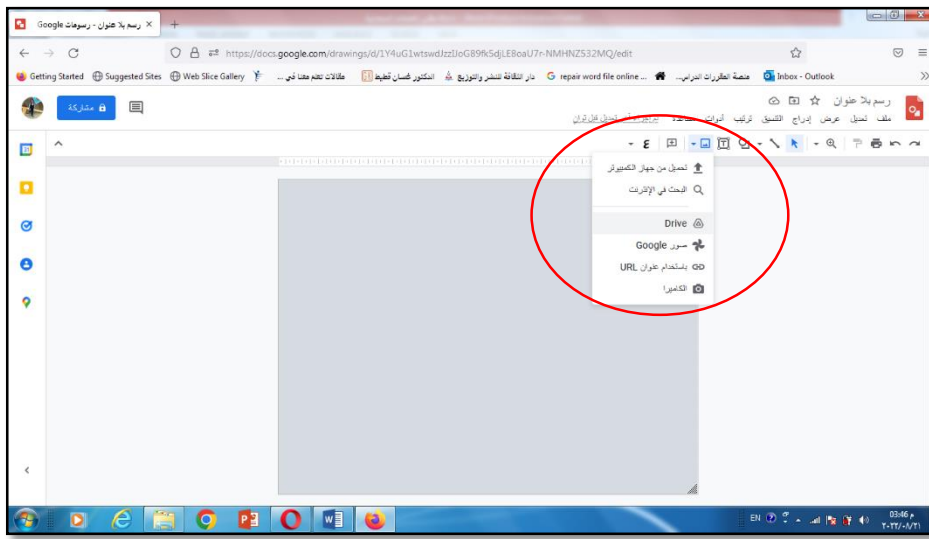 رسم بلا عنوان - رسومات Google
https://docs.google.com/drawings/d/1Y4uG1wtswdJzzIJoG89fk5djLE8oaU7r-NMHNZ532MQ/edit
Getting Started Suggested Sites Web Slice Gallery مقالات تهتم معنا في ... الدكتور غسان قطيط دار الثقافة للنشر والتوزيع repair word file online ... منصة المقررات الدراس... Inbox - Outlook
رسم بلا عنوان
مشاركة
ملف تعديل عرض إدراج التنسيق ترتيب أدوات مساعدة
ع
تحميل من جهاز الكمبيوتر
البحث في الإنترنت
Drive
صور Google
باستخدام عنوان URL
الكاميرا
EN
03:46 م